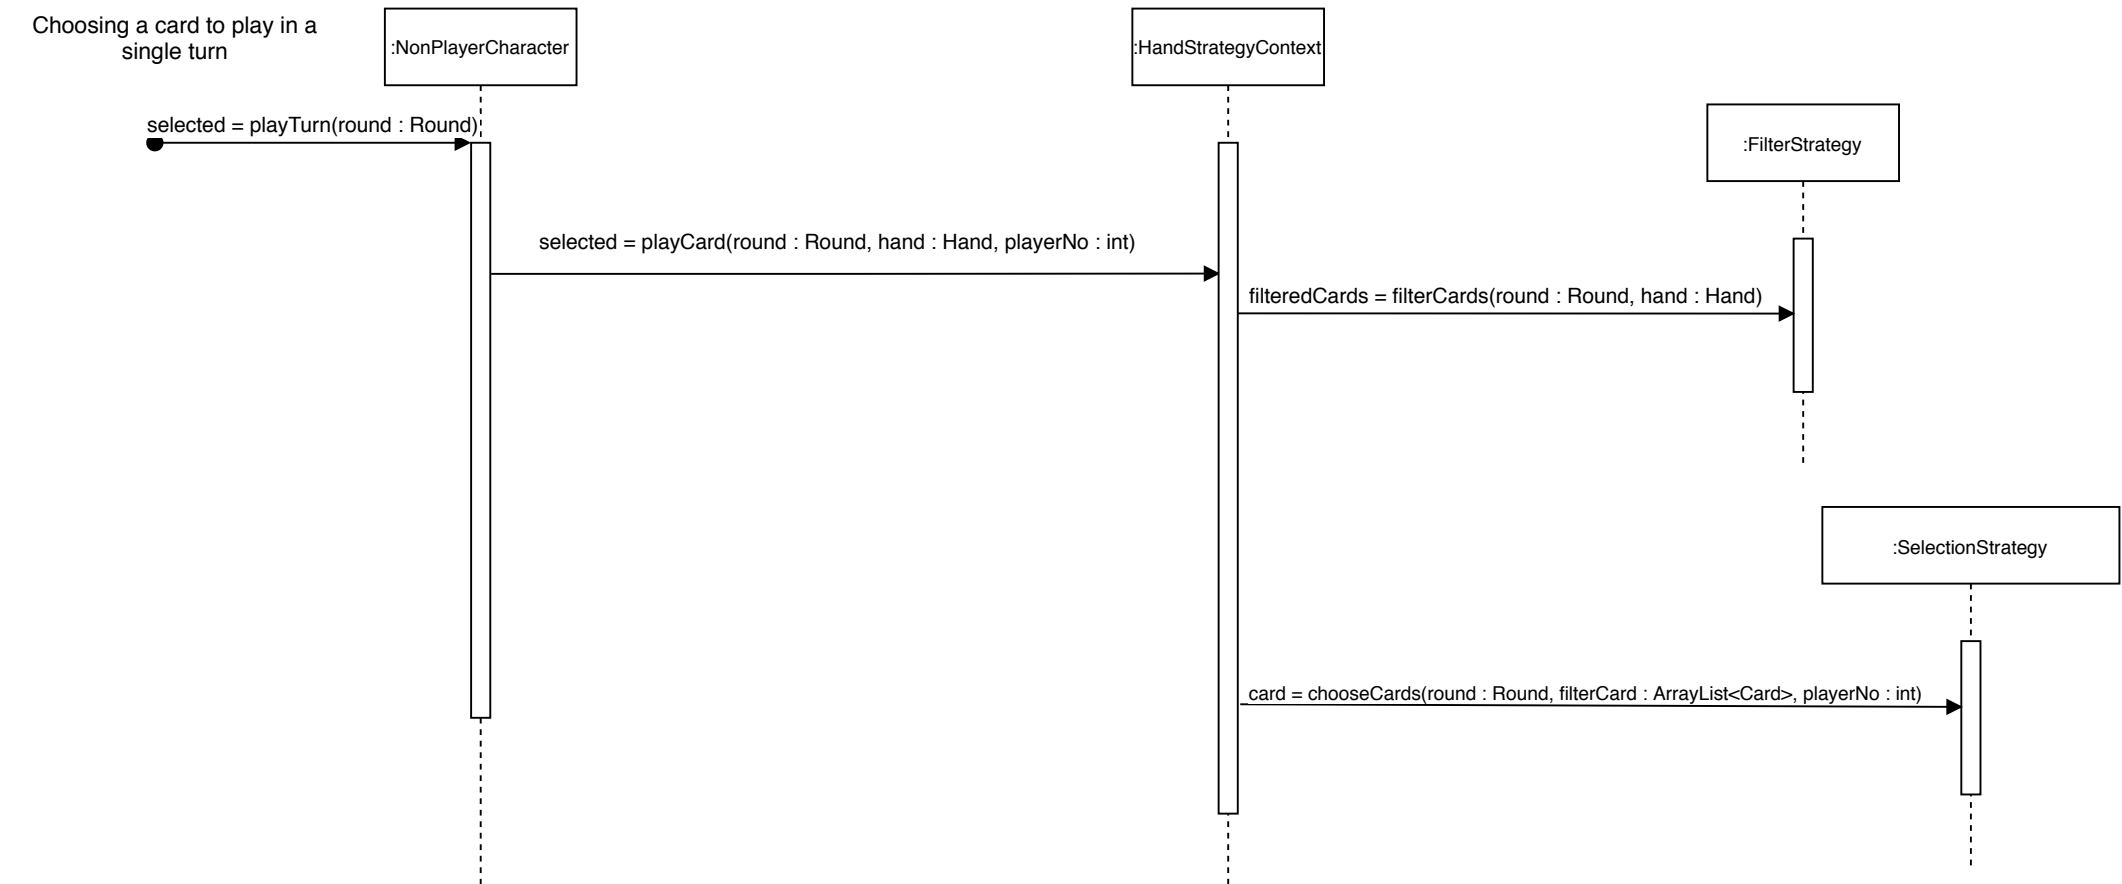 Choosing a card to play in a
single turn
:NonPlayerCharacter
:HandStrategyContext
:FilterStrategy
selected = playTurn(round : Round)
selected = playCard(round : Round, hand : Hand, playerNo : int)
filteredCards = filterCards(round : Round, hand : Hand)
:SelectionStrategy
card = chooseCards(round : Round, filterCard : ArrayList<Card>, playerNo : int)